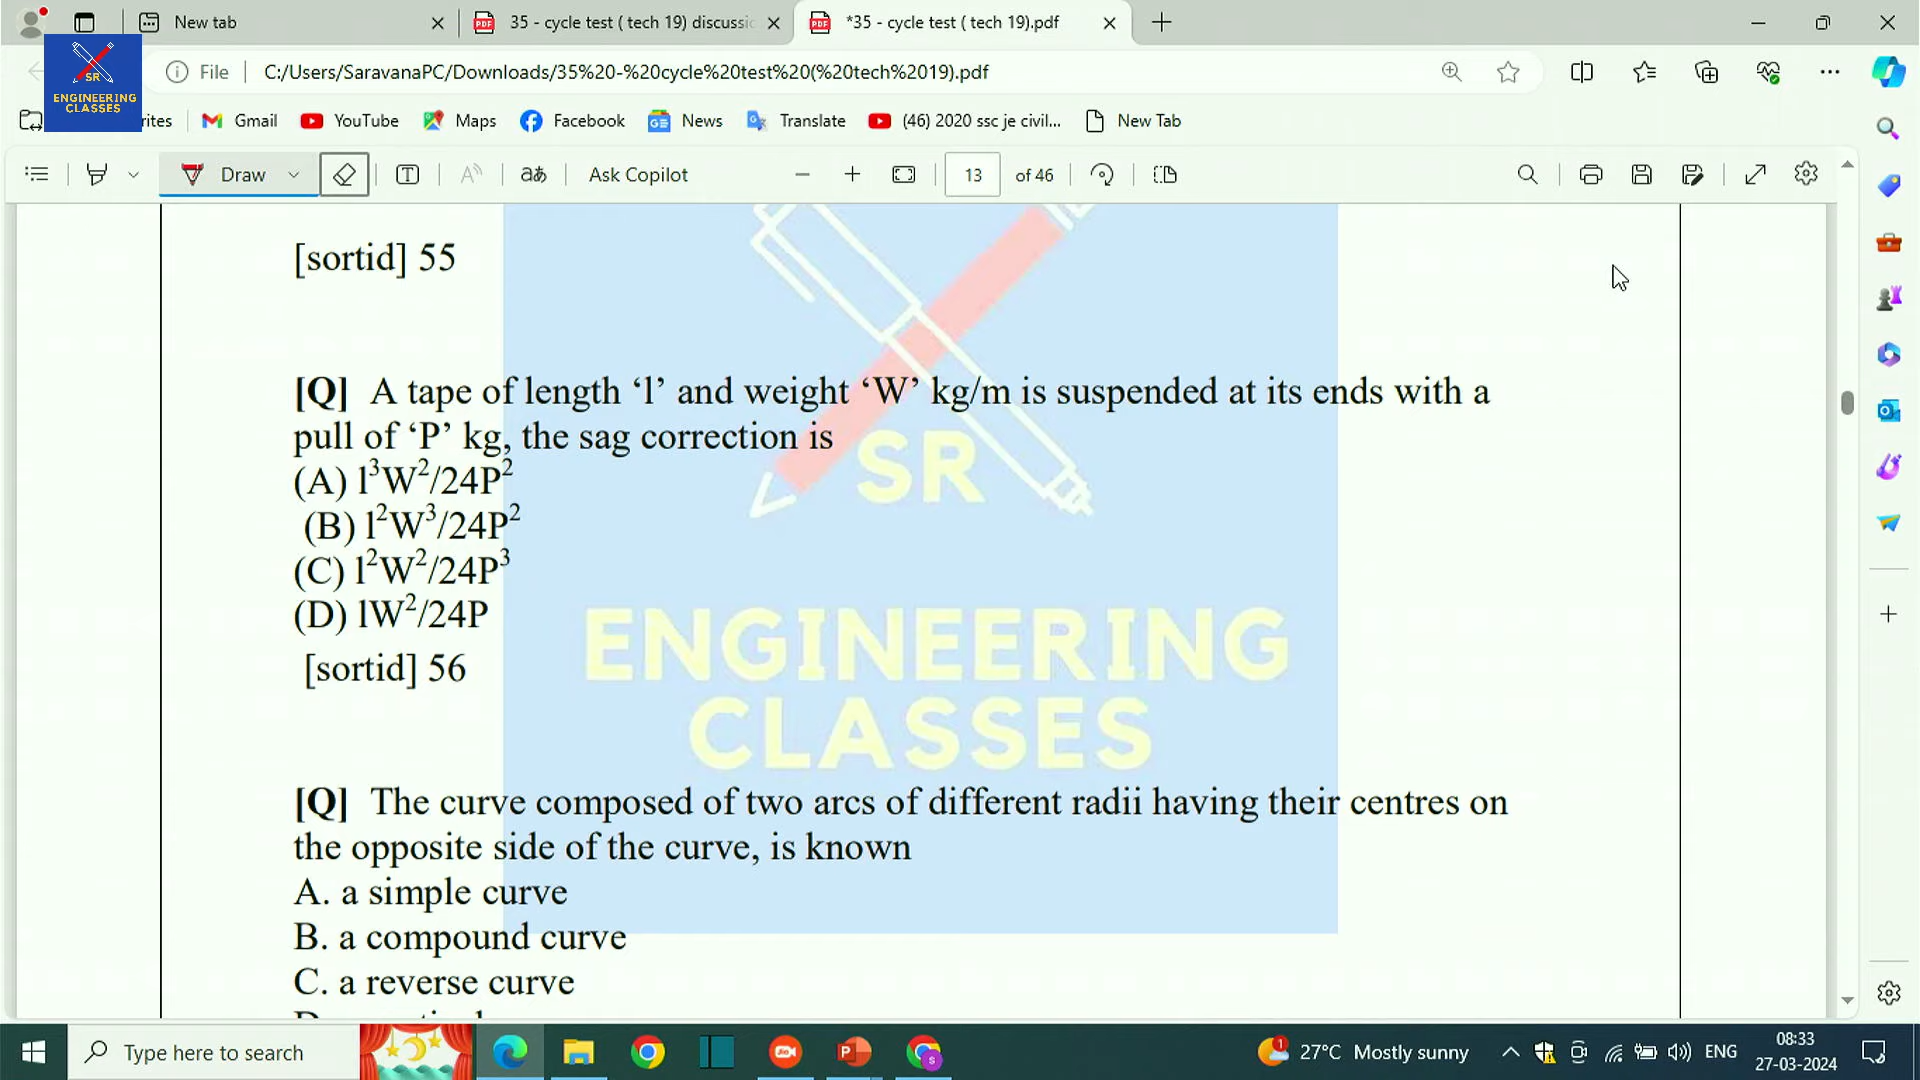 New tab
35 - cycle test ( tech 19) discussic
*35 - cycle test ( tech 19).pdf
SR
ENGINEERING
CLASSES
File
C:/Users/SaravanaPC/Downloads/35%20-%20cycle%20test%20(%20tech%2019).pdf
rites
Gmail
YouTube
Maps
Facebook
News
Translate
(46) 2020 ssc je civil...
New Tab
Draw
Ask Copilot
13
of 46
[sortid] 55
[Q] A tape of length ‘l’ and weight ‘W’ kg/m is suspended at its ends with a
pull of ‘P’ kg, the sag correction is
(A) l³W²/24P²
(B) l²W³/24P²
(C) l²W²/24P³
(D) lW²/24P
[sortid] 56
SR
ENGINEERING
CLASSES
[Q] The curve composed of two arcs of different radii having their centres on
the opposite side of the curve, is known
A. a simple curve
B. a compound curve
C. a reverse curve
Type here to search
27°C Mostly sunny
ENG
08:33
27-03-2024